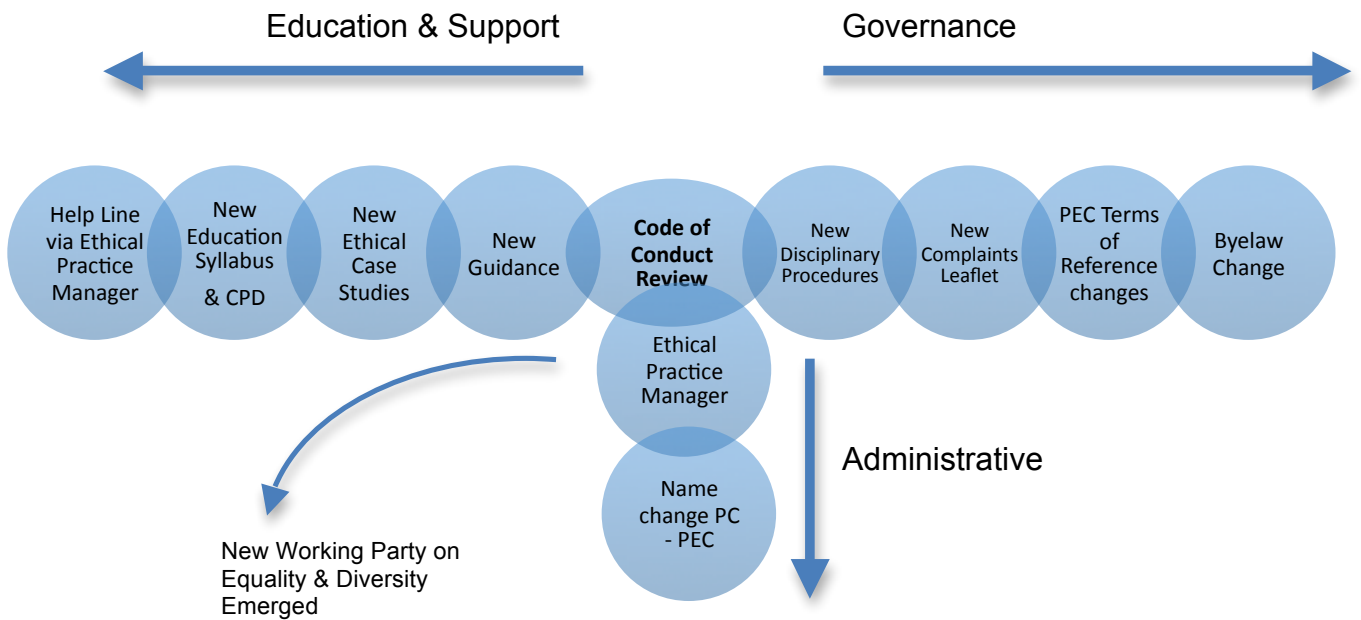 Education & Support
Governance
Help Line
via Ethical
Practice
Manager
New
Education
Syllabus
& CPD
New
Ethical
Case
Studies
New
Guidance
Code of
Conduct
Review
New
Disciplinary
Procedures
New
Complaints
Leaflet
PEC Terms
of
Reference
changes
Byelaw
Change
Ethical
Practice
Manager
Administrative
Name
change PC
- PEC
New Working Party on
Equality & Diversity
Emerged